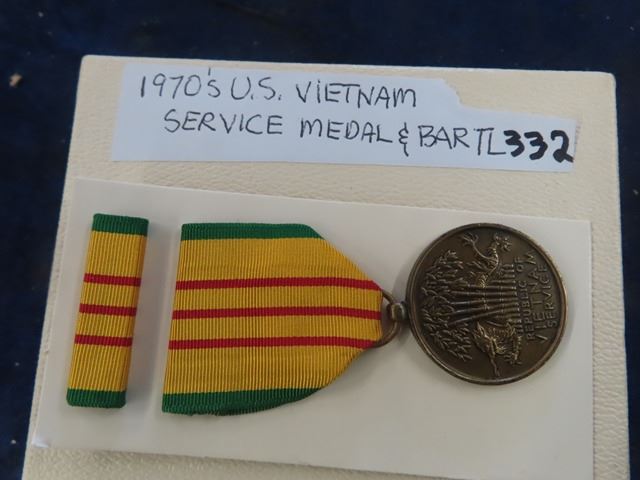 1970's U.S. VIETNAM
SERVICE MEDAL & BAR TL332
REPUBLIC OF
VIETNAM
SERVICE